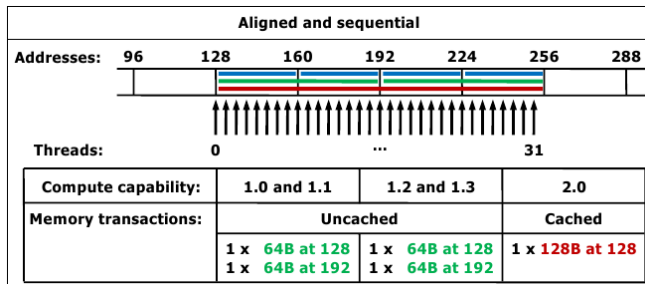 Aligned and sequential
Addresses: 96 128 160 192 224 256 288
Threads: 0 ... 31
Compute capability: 1.0 and 1.1 1.2 and 1.3 2.0
Memory transactions: Uncached Cached
1 x 64B at 128 1 x 64B at 128 1 x 128B at 128
1 x 64B at 192 1 x 64B at 192